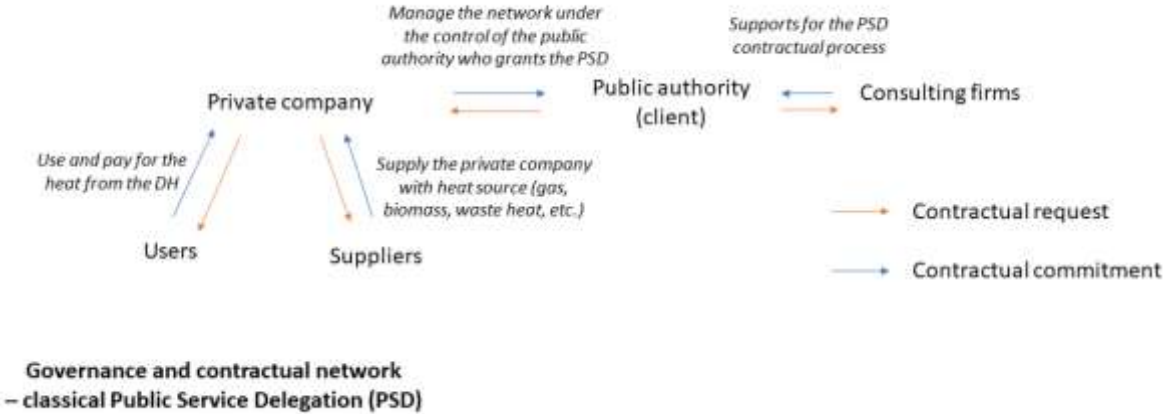 Manage the network under
the control of the public
authority who grants the PSD
Supports for the PSD
contractual process
Private company
Public authority
(client)
Consulting firms
Use and pay for the
heat from the DH
Supply the private company
with heat source (gas,
biomass, waste heat, etc.)
Users
Suppliers
Contractual request
Contractual commitment
Governance and contractual network
– classical Public Service Delegation (PSD)